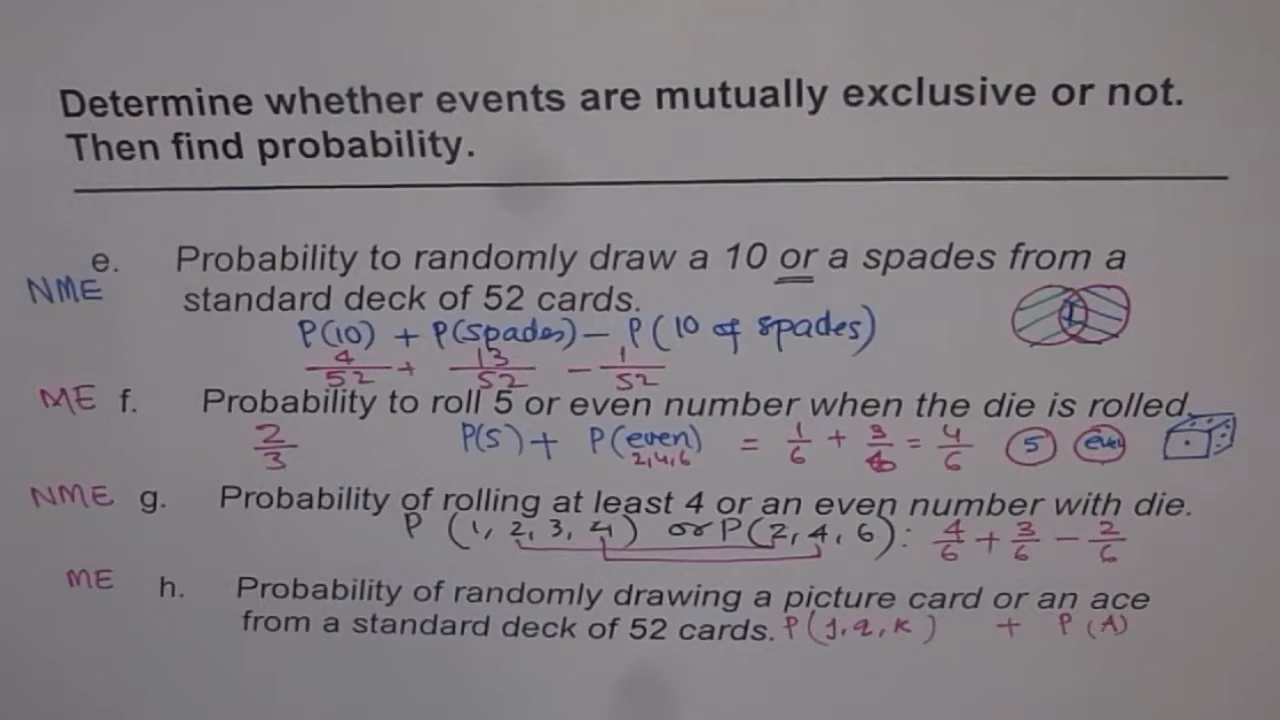 Determine whether events are mutually exclusive or not.
Then find probability.
e. Probability to randomly draw a 10 or a spades from a
NME standard deck of 52 cards.
P(10) + P(spades) − P(10 of spades)
4/52 + 13/52 − 1/52
ME f. Probability to roll 5 or even number when the die is rolled.
2/3 P(5) + P(even) = 1/6 + 3/6 = 4/6 5 even
2,4,6
NME g. Probability of rolling at least 4 or an even number with die.
P (1, 2, 3, 4) or P(2, 4, 6): 4/6 + 3/6 − 2/6
ME h. Probability of randomly drawing a picture card or an ace
from a standard deck of 52 cards. P(J, Q, K) + P(A)